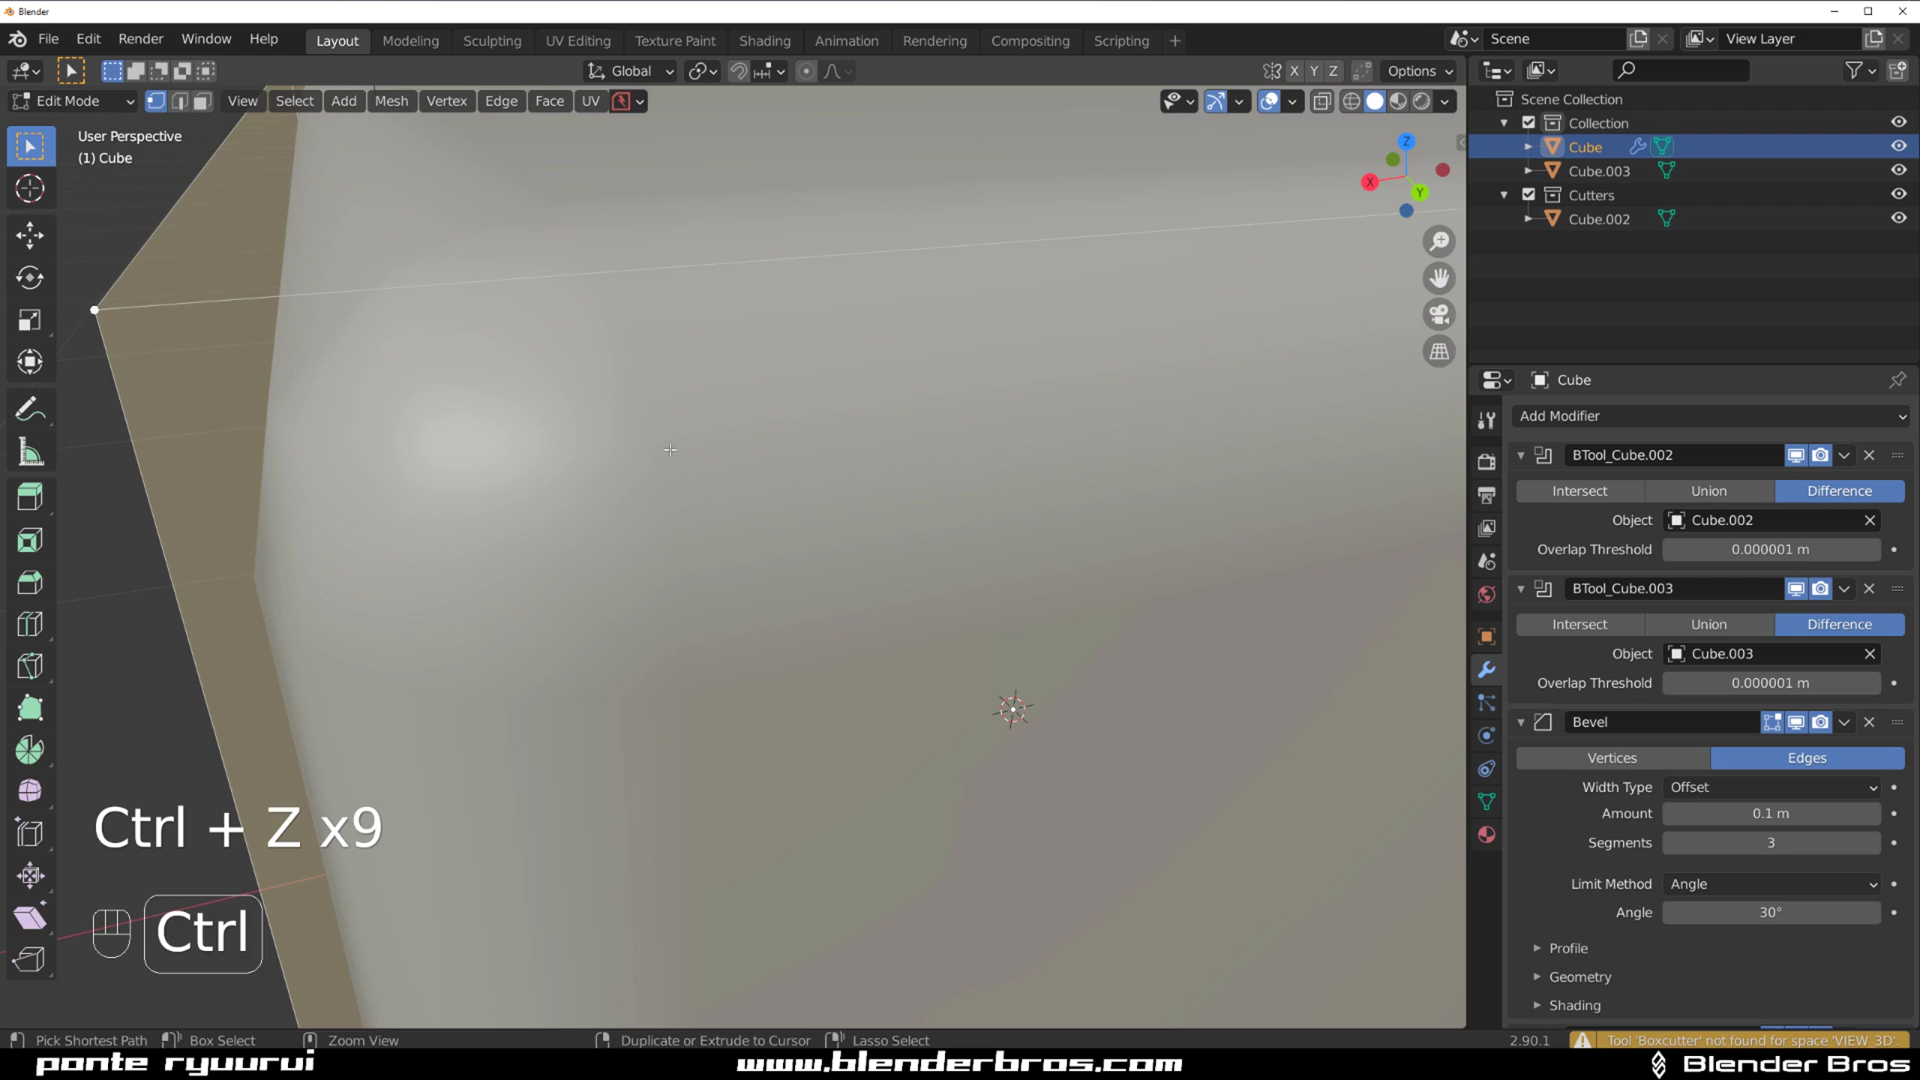 Blender
File Edit Render Window Help Layout Modeling Sculpting UV Editing Texture Paint Shading Animation Rendering Compositing Scripting + Scene View Layer
Global X Y Z Options
Edit Mode View Select Add Mesh Vertex Edge Face UV
User Perspective
(1) Cube
Z
X
Y
Scene Collection
Collection
Cube
Cube.003
Cutters
Cube.002
Cube
Add Modifier
BTool_Cube.002
Intersect Union Difference
Object Cube.002
Overlap Threshold 0.000001 m
BTool_Cube.003
Intersect Union Difference
Object Cube.003
Overlap Threshold 0.000001 m
Bevel
Vertices Edges
Width Type Offset
Amount 0.1 m
Segments 3
Limit Method Angle
Angle 30°
Profile
Geometry
Shading
Ctrl + Z x9
Ctrl
Pick Shortest Path Box Select Zoom View Duplicate or Extrude to Cursor Lasso Select 2.90.1 Tool 'Boxcutter' not found for space 'VIEW_3D'.
ponte ryuurui www.blenderbros.com Blender Bros